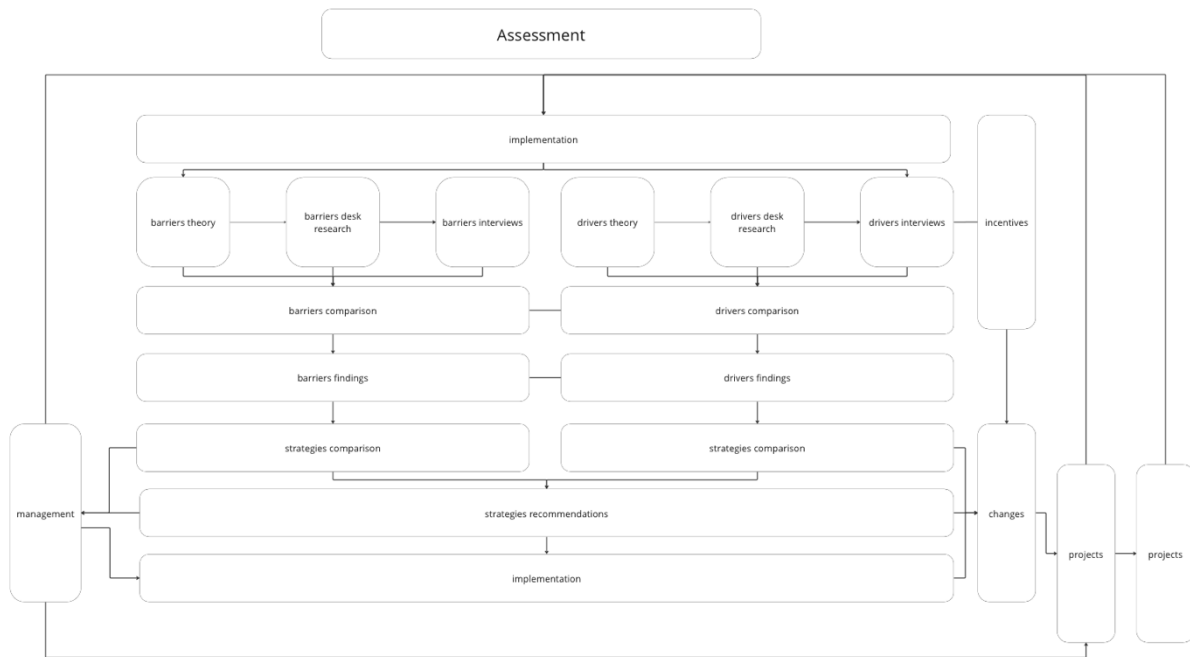 Assessment
implementation
barriers theory
barriers desk
research
barriers interviews
drivers theory
drivers desk
research
drivers interviews
incentives
barriers comparison
drivers comparison
barriers findings
drivers findings
strategies comparison
strategies comparison
management
strategies recommendations
changes
projects
projects
implementation